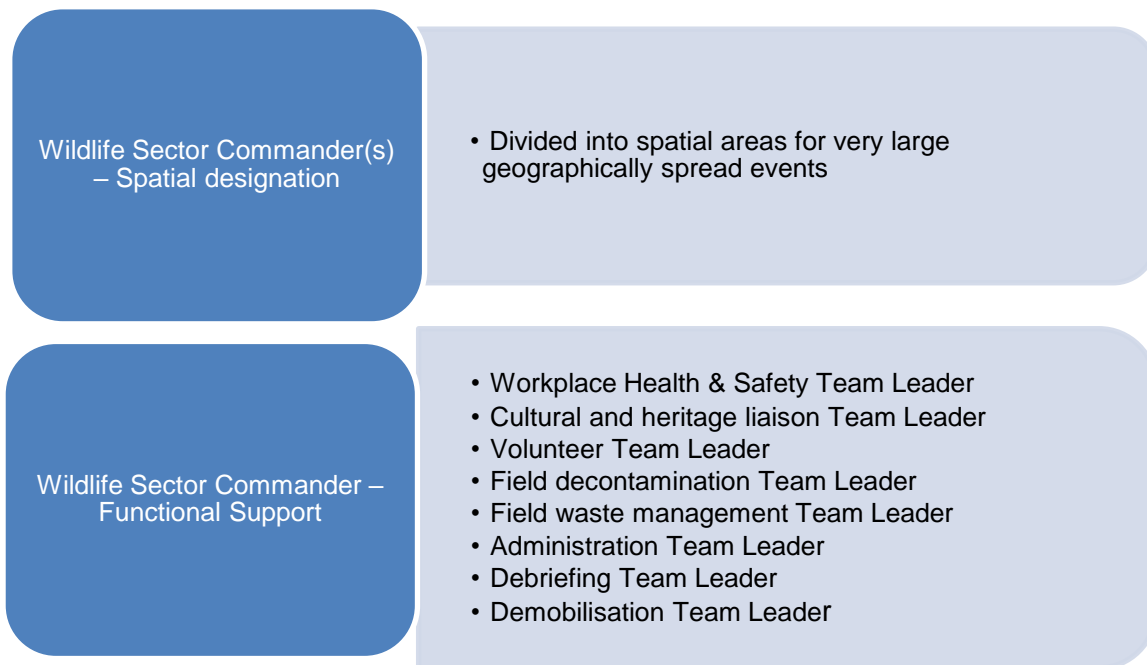 Wildlife Sector Commander(s)
– Spatial designation
• Divided into spatial areas for very large
geographically spread events
Wildlife Sector Commander –
Functional Support
• Workplace Health & Safety Team Leader
• Cultural and heritage liaison Team Leader
• Volunteer Team Leader
• Field decontamination Team Leader
• Field waste management Team Leader
• Administration Team Leader
• Debriefing Team Leader
• Demobilisation Team Leader